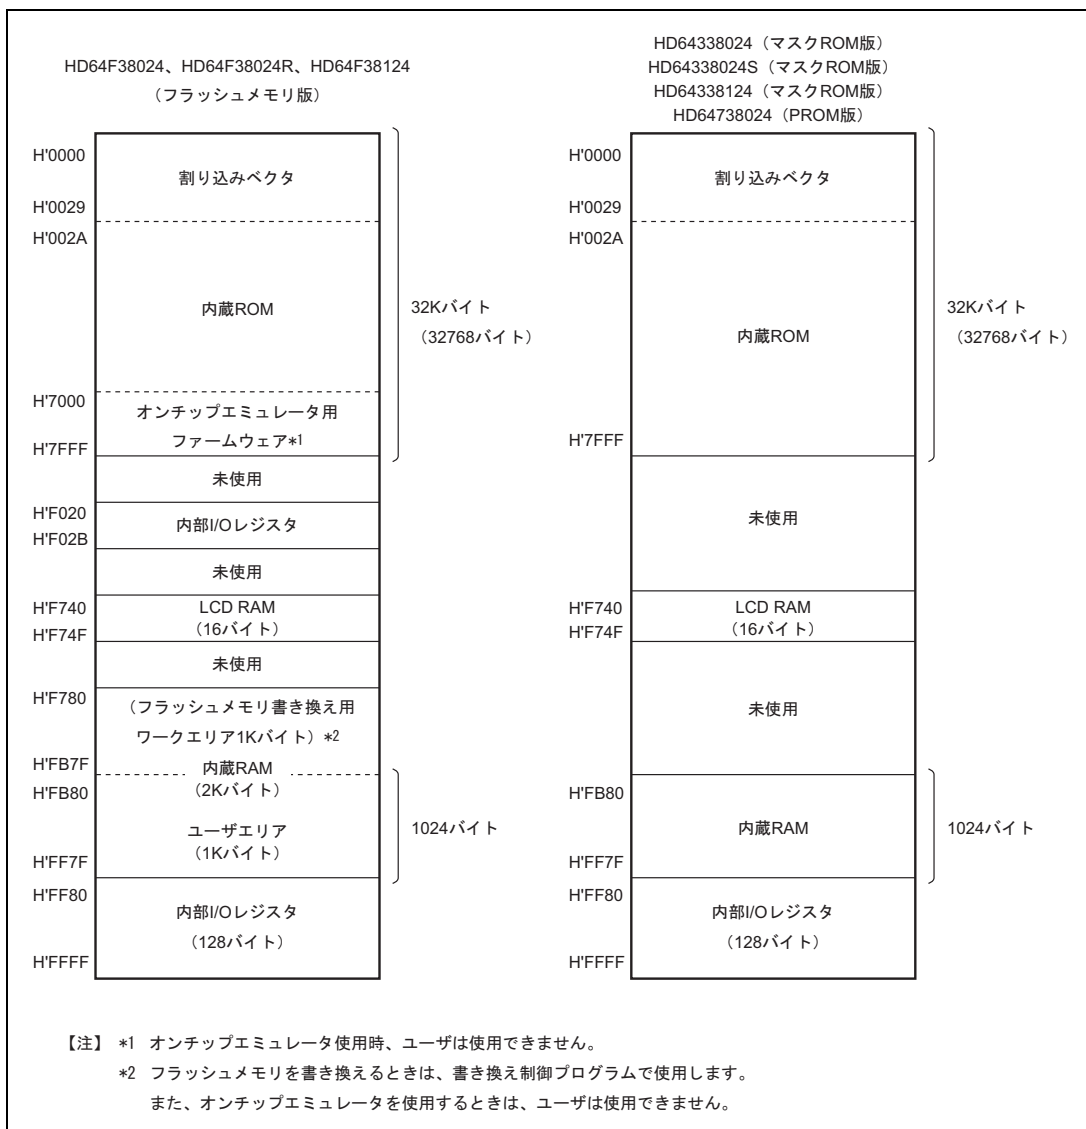 HD64F38024、HD64F38024R、HD64F38124
（フラッシュメモリ版）
H'0000
割り込みベクタ
H'0029
H'002A
内蔵ROM
32Kバイト
（32768バイト）
H'7000
オンチップエミュレータ用
ファームウェア*1
H'7FFF
未使用
H'F020
内部I/Oレジスタ
H'F02B
未使用
H'F740
LCD RAM
（16バイト）
H'F74F
未使用
H'F780
（フラッシュメモリ書き換え用
ワークエリア1Kバイト）*2
H'FB7F
内蔵RAM
（2Kバイト）
H'FB80
ユーザエリア
（1Kバイト）
1024バイト
H'FF7F
H'FF80
内部I/Oレジスタ
（128バイト）
H'FFFF
HD64338024（マスクROM版）
HD64338024S（マスクROM版）
HD64338124（マスクROM版）
HD64738024（PROM版）
H'0000
割り込みベクタ
H'0029
H'002A
内蔵ROM
32Kバイト
（32768バイト）
H'7FFF
未使用
H'F740
LCD RAM
（16バイト）
H'F74F
未使用
H'FB80
内蔵RAM
1024バイト
H'FF7F
H'FF80
内部I/Oレジスタ
（128バイト）
H'FFFF
【注】 *1 オンチップエミュレータ使用時、ユーザは使用できません。
*2 フラッシュメモリを書き換えるときは、書き換え制御プログラムで使用します。
また、オンチップエミュレータを使用するときは、ユーザは使用できません。